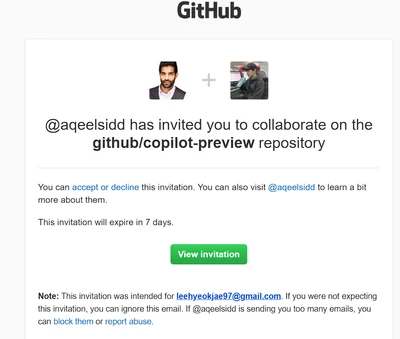 GitHub
+
@aqeelsidd has invited you to collaborate on the
github/copilot-preview repository
You can accept or decline this invitation. You can also visit @aqeelsidd to learn a bit
more about them.
This invitation will expire in 7 days.
View invitation
Note: This invitation was intended for leehyeokjae97@gmail.com. If you were not expecting
this invitation, you can ignore this email. If @aqeelsidd is sending you too many emails, you
can block them or report abuse.